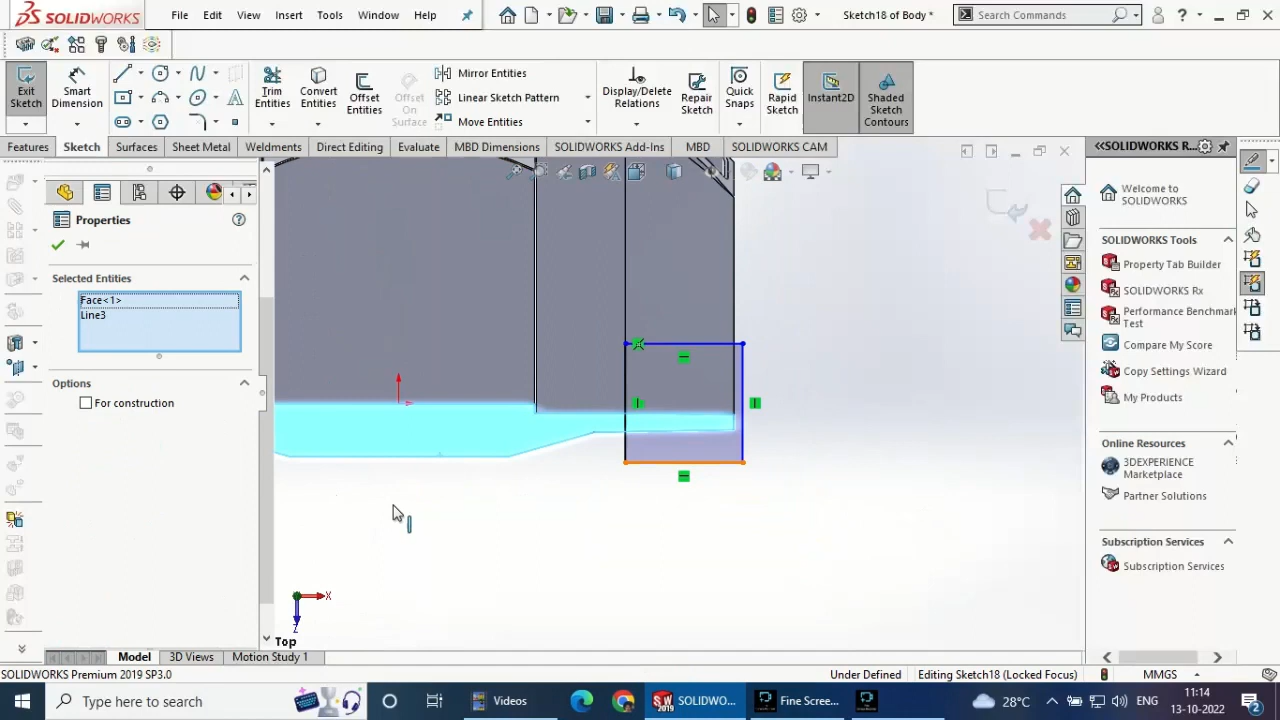 SOLIDWORKS File Edit View Insert Tools Window Help Sketch18 of Body * Search Commands ?
Exit Sketch
Smart Dimension
Trim Entities
Convert Entities
Offset Entities
Offset On Surface
Mirror Entities
Linear Sketch Pattern
Move Entities
Display/Delete Relations
Repair Sketch
Quick Snaps
Rapid Sketch
Instant2D
Shaded Sketch Contours
Features Sketch Surfaces Sheet Metal Weldments Direct Editing Evaluate MBD Dimensions SOLIDWORKS Add-Ins MBD SOLIDWORKS CAM
Properties
Selected Entities
Face<1>
Line3
Options
For construction
X
Z
Top
SOLIDWORKS R...
Welcome to
SOLIDWORKS
SOLIDWORKS Tools
Property Tab Builder
SOLIDWORKS Rx
Performance Benchmark
Test
Compare My Score
Copy Settings Wizard
My Products
Online Resources
3DEXPERIENCE
Marketplace
Partner Solutions
Subscription Services
Subscription Services
Model 3D Views Motion Study 1
SOLIDWORKS Premium 2019 SP3.0 Under Defined Editing Sketch18 (Locked Focus) MMGS
Type here to search Videos SOLIDWO... Fine Screen... 28°C ENG 11:14
13-10-2022 2